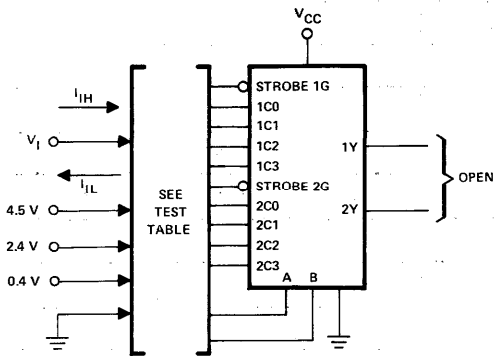 VCC
IIH
VI
IIL
4.5 V
2.4 V
0.4 V
SEE
TEST
TABLE
STROBE 1G
1C0
1C1
1C2
1C3
STROBE 2G
2C0
2C1
2C2
2C3
A B
1Y
2Y
OPEN